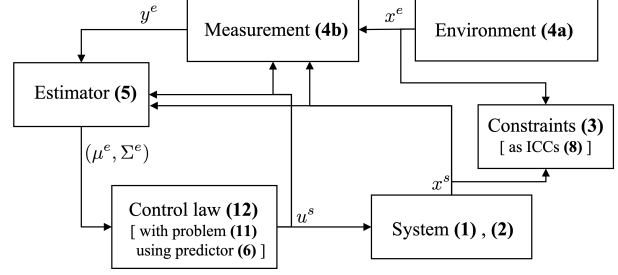 y^e
x^e
Measurement (4b)
Environment (4a)
Estimator (5)
Constraints (3)
[ as ICCs (8) ]
(μ^e, Σ^e)
x^s
Control law (12)
[ with problem (11)
using predictor (6) ]
u^s
System (1) , (2)